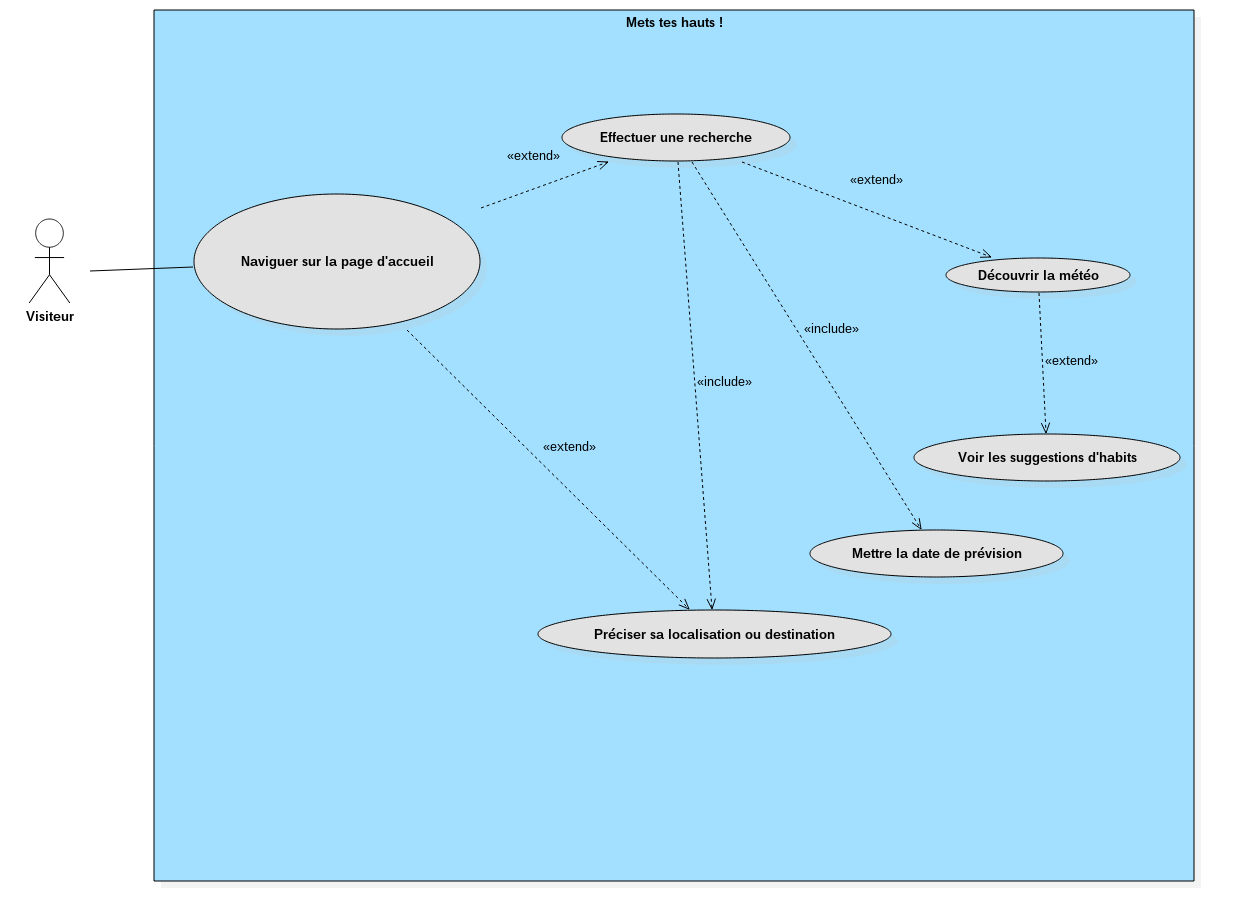 Mets tes hauts !
Effectuer une recherche
«extend»
«extend»
Naviguer sur la page d'accueil
Découvrir la météo
Visiteur
«include»
«extend»
«include»
«extend»
Voir les suggestions d'habits
Mettre la date de prévision
Préciser sa localisation ou destination